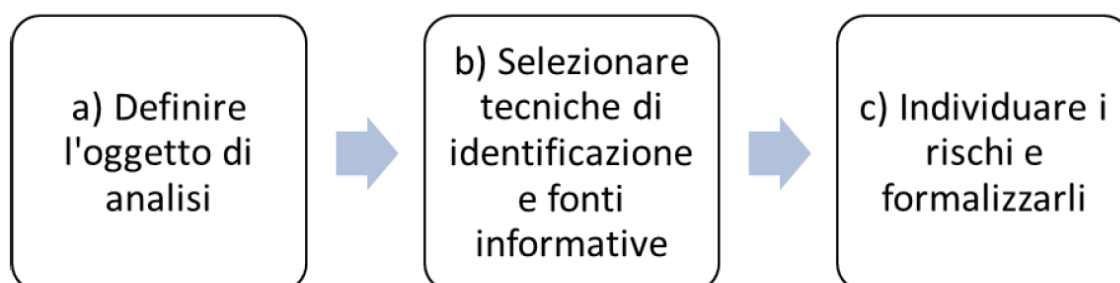 a) Definire
l'oggetto di
analisi
b) Selezionare
tecniche di
identificazione
e fonti
informative
c) Individuare i
rischi e
formalizzarli